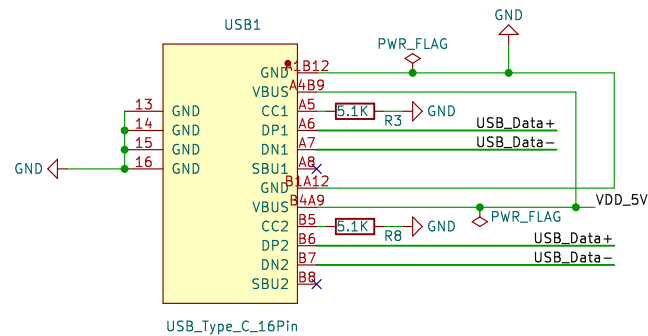 USB1
GND
PWR_FLAG
GND A1B12
VBUS A4B9
CC1 A5 5.1K R3 GND
DP1 A6 USB_Data+
DN1 A7 USB_Data-
SBU1 A8
GND B1A12
VBUS B4A9 VDD_5V
PWR_FLAG
CC2 B5 5.1K R8 GND
DP2 B6 USB_Data+
DN2 B7 USB_Data-
SBU2 B8
13 GND
14 GND
15 GND
GND 16 GND
USB_Type_C_16Pin